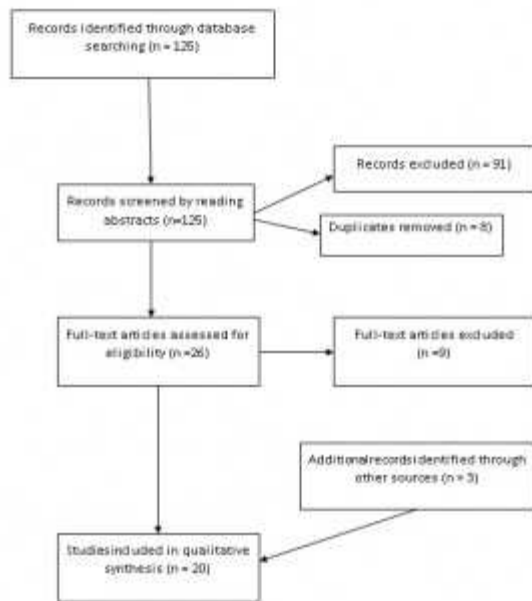 Records identified through database
searching (n = 125)
Records excluded (n = 91)
Records screened by reading
abstracts (n=125)
Duplicates removed (n = 8)
Full-text articles assessed for
eligibility (n =26)
Full-text articles excluded
(n =9)
Additionalrecordsidentified through
other sources (n = 3)
Studiesincluded in qualitative
synthesis (n = 20)